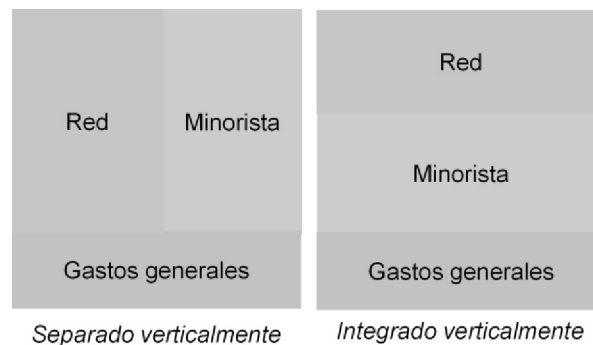 Red
Minorista
Gastos generales
Separado verticalmente
Red
Minorista
Gastos generales
Integrado verticalmente